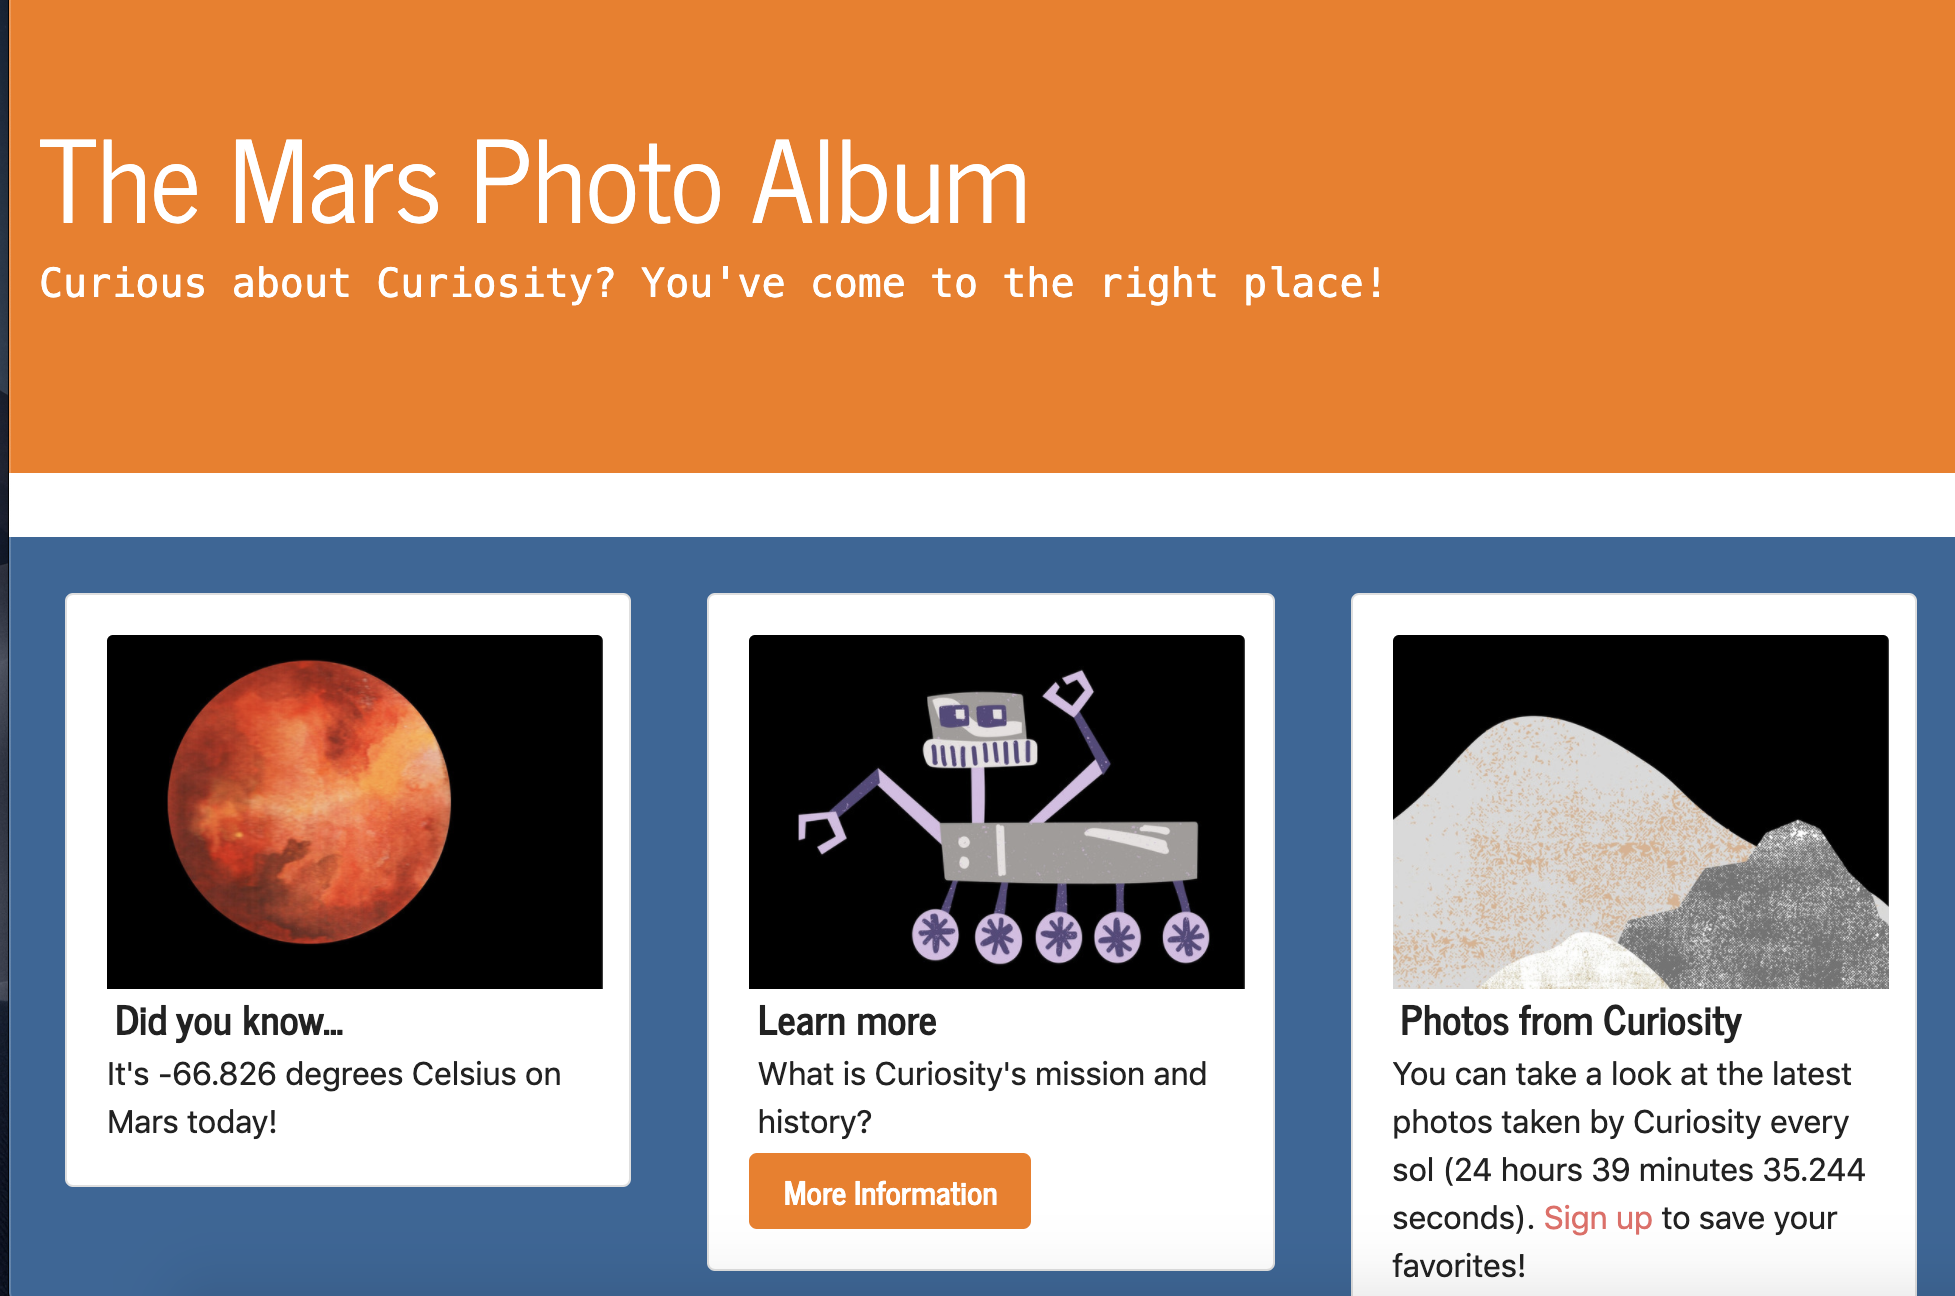 The Mars Photo Album
Curious about Curiosity? You've come to the right place!
Did you know...
It's -66.826 degrees Celsius on
Mars today!
Learn more
What is Curiosity's mission and
history?
More Information
Photos from Curiosity
You can take a look at the latest
photos taken by Curiosity every
sol (24 hours 39 minutes 35.244
seconds). Sign up to save your
favorites!